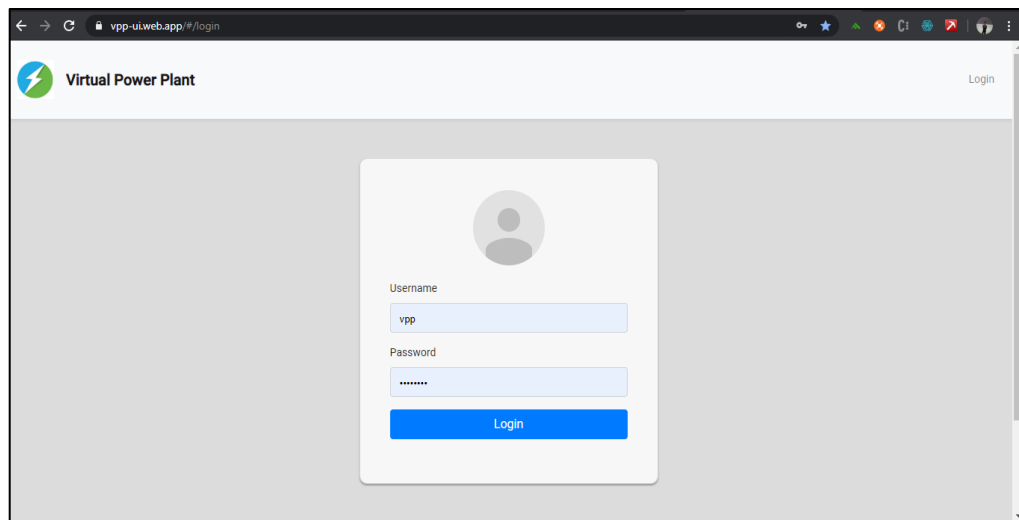 vpp-ui.web.app/#/login
Virtual Power Plant
Login
Username
vpp
Password
••••••••
Login